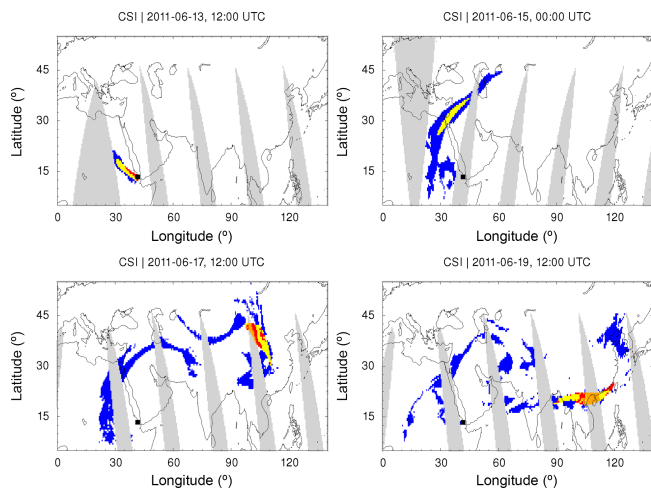 CSI | 2011-06-13, 12:00 UTC
45
30
15
Latitude (º)
0 30 60 90 120
Longitude (º)
CSI | 2011-06-15, 00:00 UTC
45
30
15
Latitude (º)
0 30 60 90 120
Longitude (º)
CSI | 2011-06-17, 12:00 UTC
45
30
15
Latitude (º)
0 30 60 90 120
Longitude (º)
CSI | 2011-06-19, 12:00 UTC
45
30
15
Latitude (º)
0 30 60 90 120
Longitude (º)